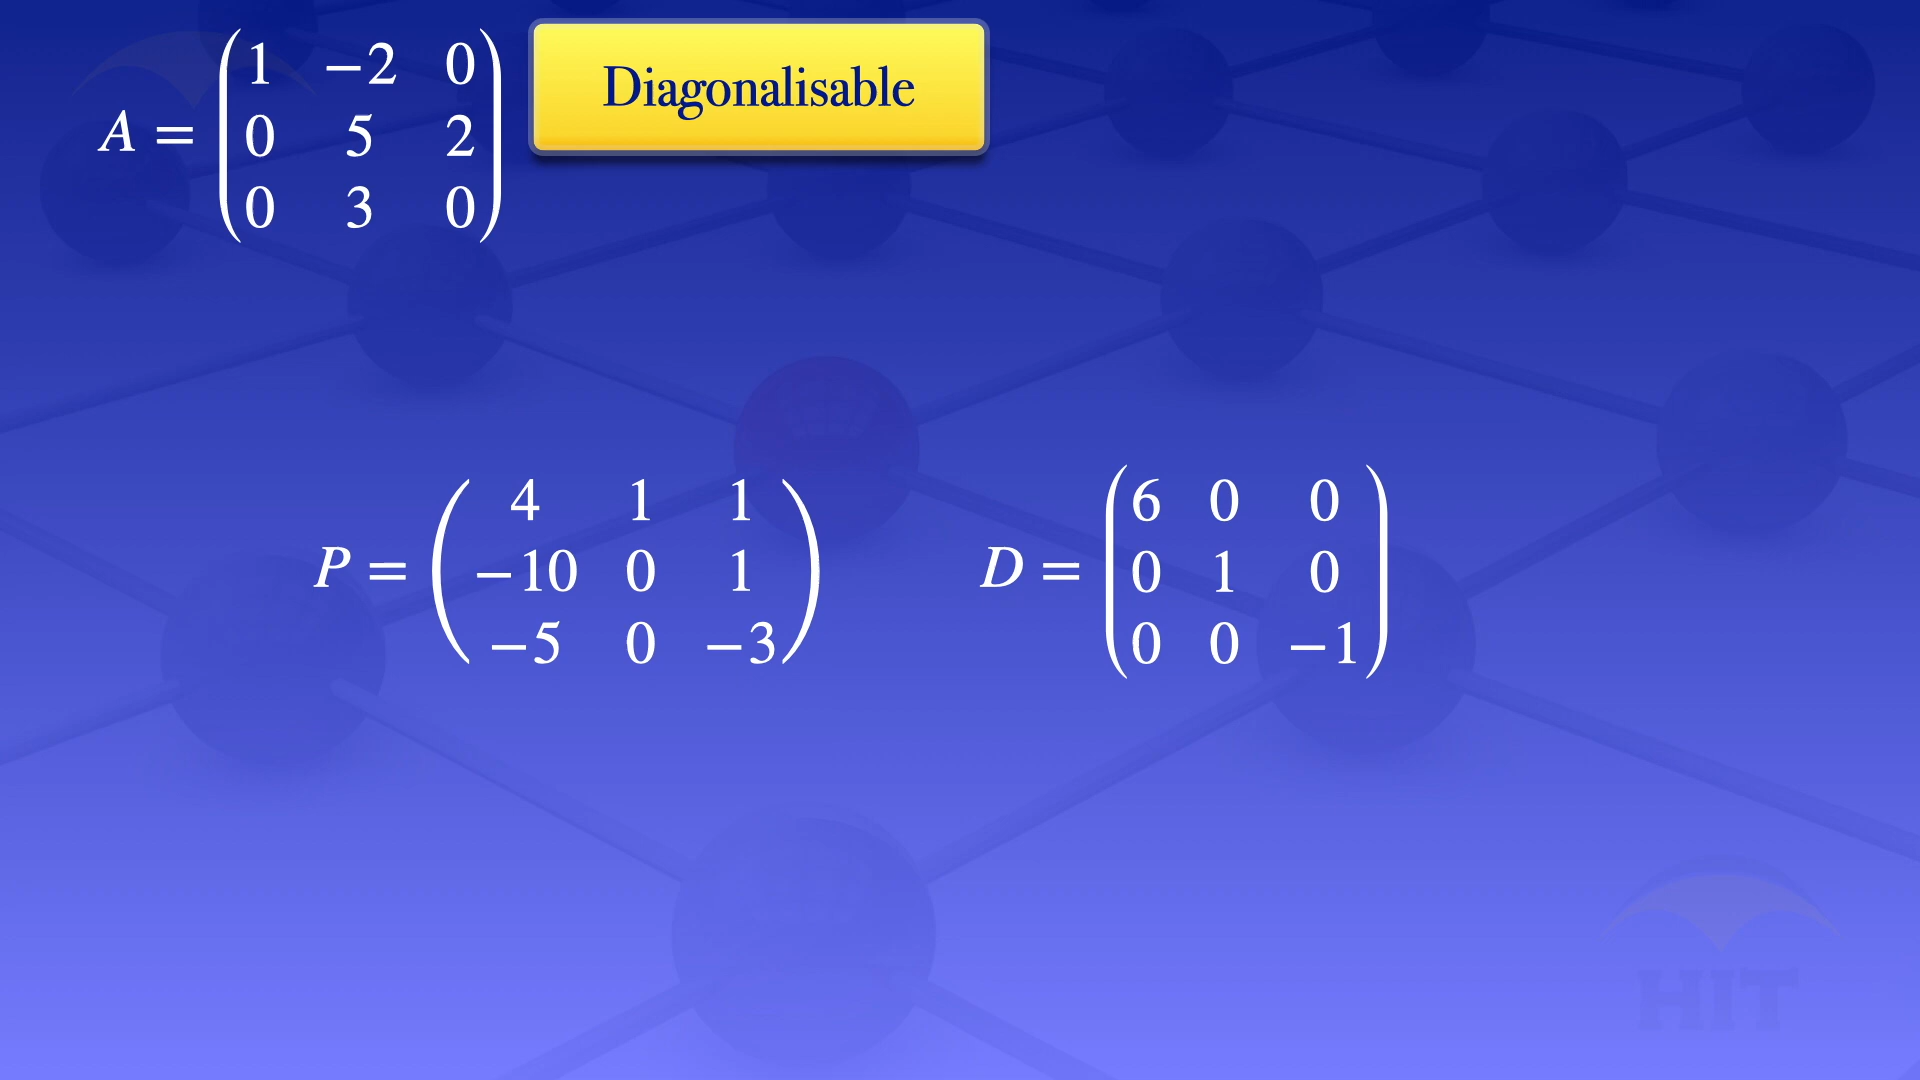 A = (1 −2 0
0 5 2
0 3 0)
Diagonalisable
P = (4 1 1
−10 0 1
−5 0 −3)
D = (6 0 0
0 1 0
0 0 −1)
HIT